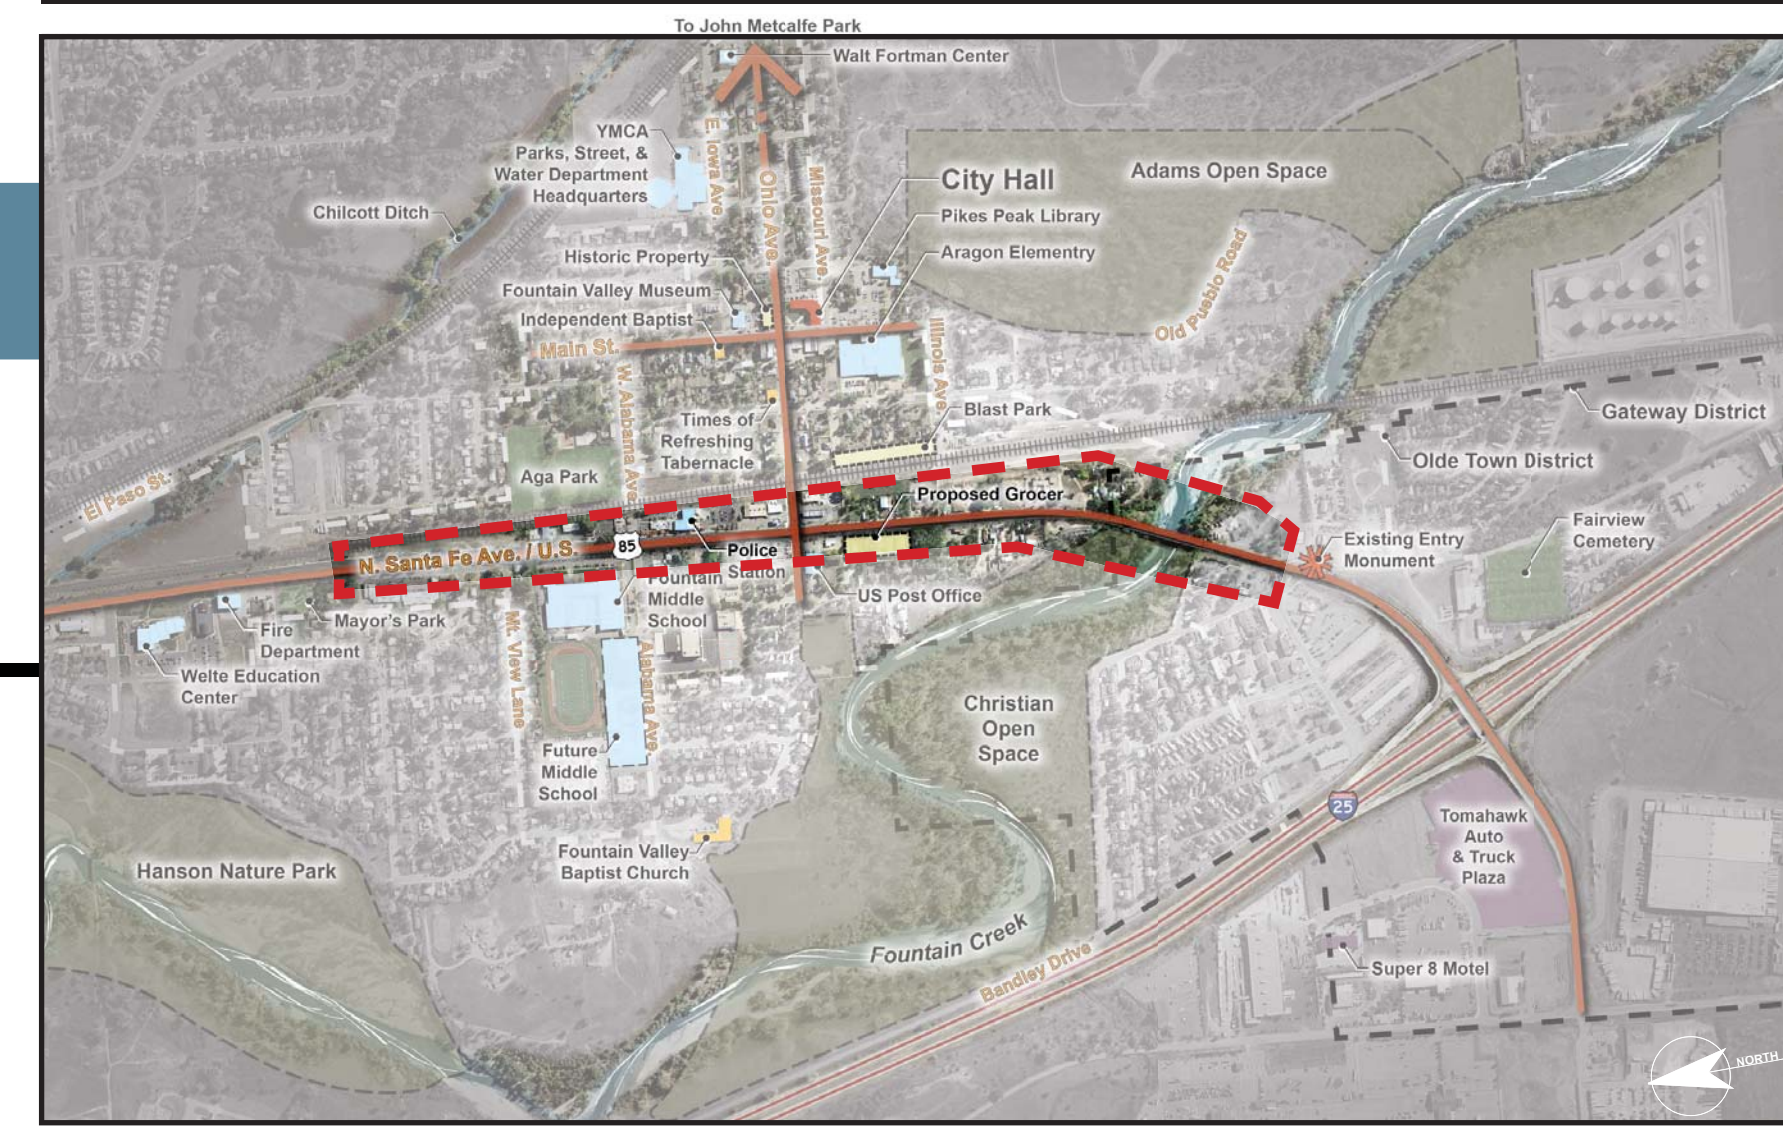 To John Metcalfe Park
Walt Fortman Center
YMCA
Parks, Street, &
Water Department
Headquarters
E. Iowa Ave.
Ohio Ave.
Missouri Ave.
City Hall
Pikes Peak Library
Aragon Elementry
Adams Open Space
Chilcott Ditch
Historic Property
Fountain Valley Museum
Independent Baptist
Main St.
W. Alabama Ave.
Illinois Ave.
Old Pueblo Road
Times of
Refreshing
Tabernacle
Blast Park
Gateway District
Olde Town District
Aga Park
El Paso St.
Proposed Grocer
N. Santa Fe Ave. / U.S.
85
Police
Station
Existing Entry
Monument
Fairview
Cemetery
Fountain
Middle
School
US Post Office
Mayor's Park
Fire
Department
Welte Education
Center
Mt. View Lane
Alabama Ave.
Christian
Open
Space
Future
Middle
School
25
Tomahawk
Auto
& Truck
Plaza
Fountain Valley
Baptist Church
Hanson Nature Park
Fountain Creek
Bandley Drive
Super 8 Motel
NORTH